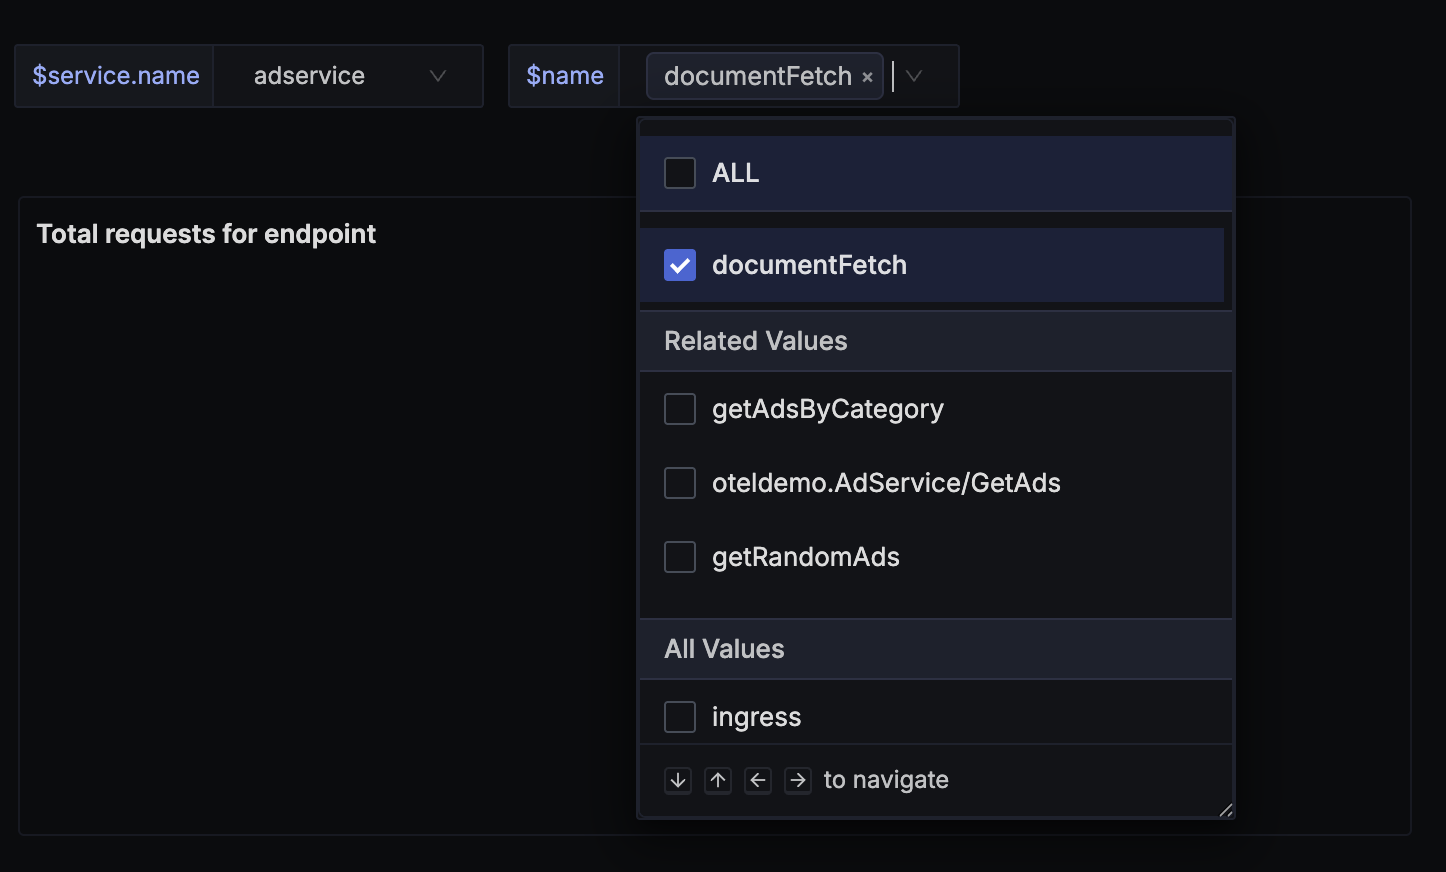 $service.name adservice $name documentFetch ×
ALL
Total requests for endpoint
documentFetch
Related Values
getAdsByCategory
oteldemo.AdService/GetAds
getRandomAds
All Values
ingress
↓ ↑ ← → to navigate